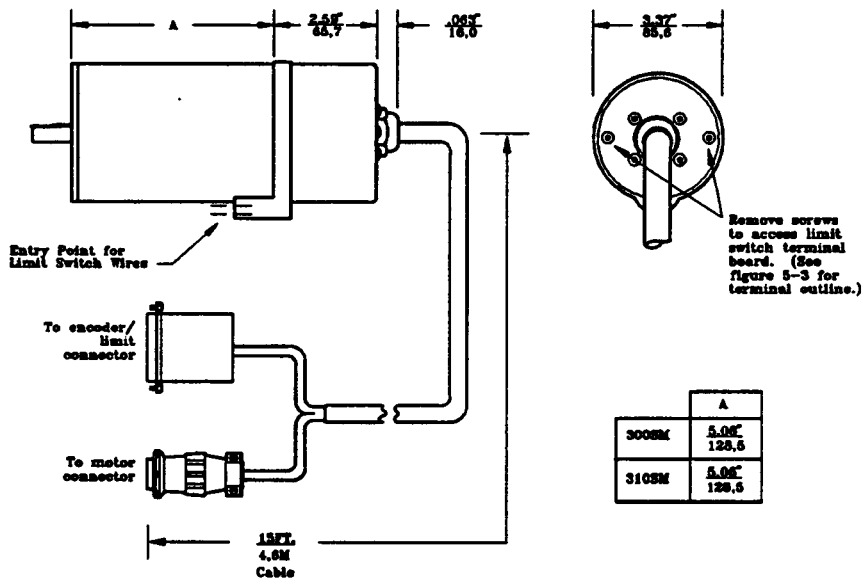 A
2.59"
65,7
.063"
16,0
3.37"
85,6
Entry Point for
Limit Switch Wires
Remove screws
to access limit
switch terminal
board. (See
figure 5-3 for
terminal outline.)
To encoder/
limit
connector
To motor
connector
15FT.
4,6M
Cable
A
300SM
5.06"
128,5
310SM
5.06"
128,5